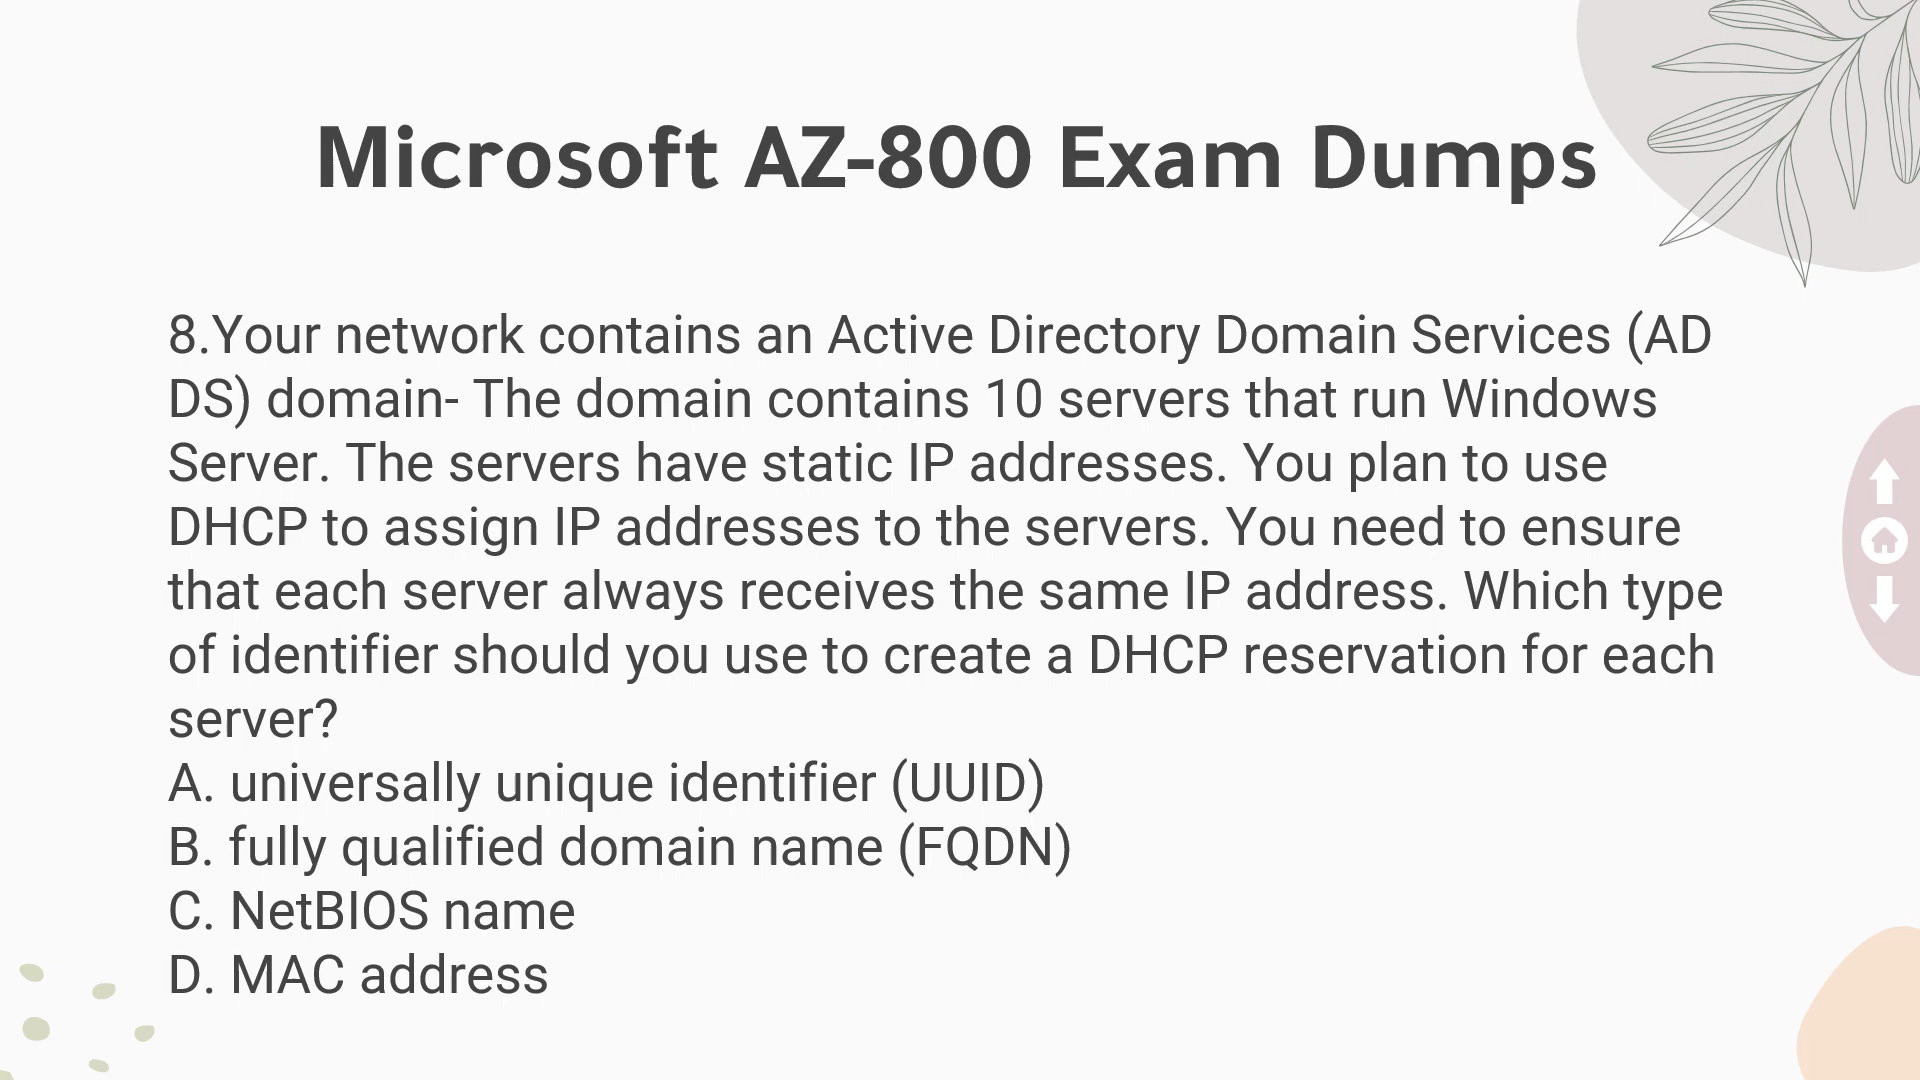 Microsoft AZ-800 Exam Dumps
8.Your network contains an Active Directory Domain Services (AD
DS) domain- The domain contains 10 servers that run Windows
Server. The servers have static IP addresses. You plan to use
DHCP to assign IP addresses to the servers. You need to ensure
that each server always receives the same IP address. Which type
of identifier should you use to create a DHCP reservation for each
server?
A. universally unique identifier (UUID)
B. fully qualified domain name (FQDN)
C. NetBIOS name
D. MAC address